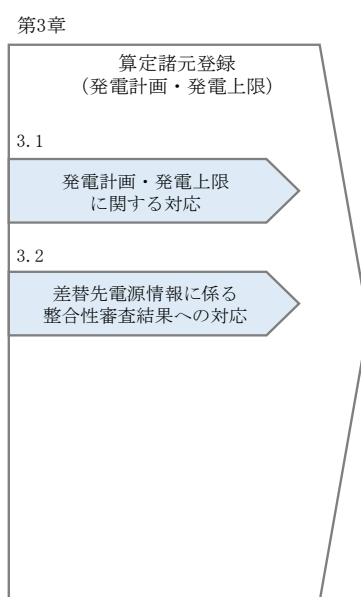 第3章
算定諸元登録
(発電計画・発電上限)
3.1
発電計画・発電上限
に関する対応
3.2
差替先電源情報に係る
整合性審査結果への対応